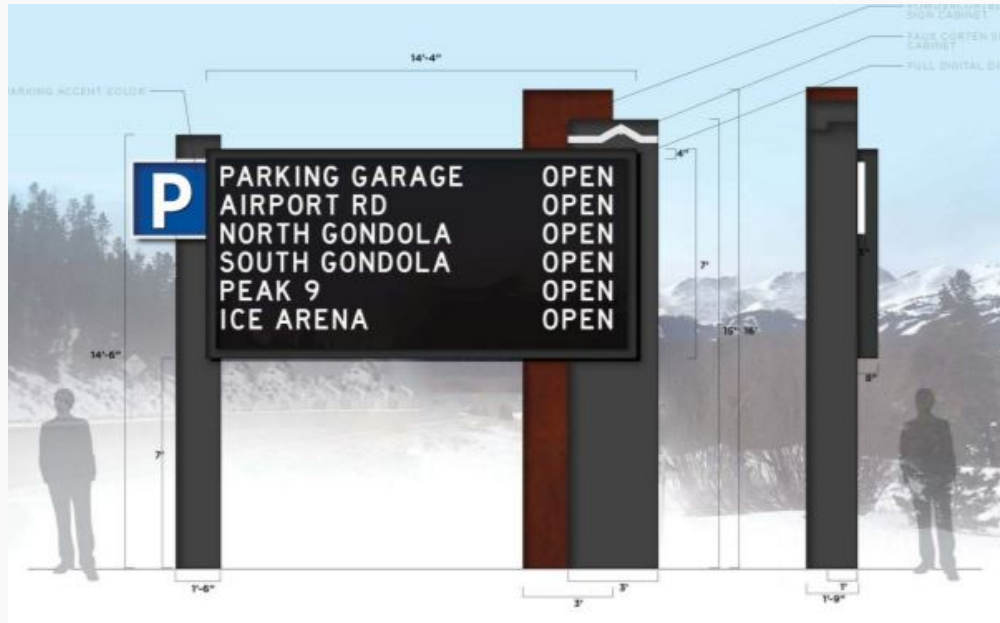 SIGN CABINET
14'-4"
FAUX CORTEN S
CABINET
FULL DIGITAL D
PARKING ACCENT COLOR
4"
P
PARKING GARAGE OPEN
AIRPORT RD OPEN
NORTH GONDOLA OPEN
SOUTH GONDOLA OPEN
PEAK 9 OPEN
ICE ARENA OPEN
7'
15" 16'
14'-6"
8"
7'
1'-6"
3'
3'
1'
1'-9"